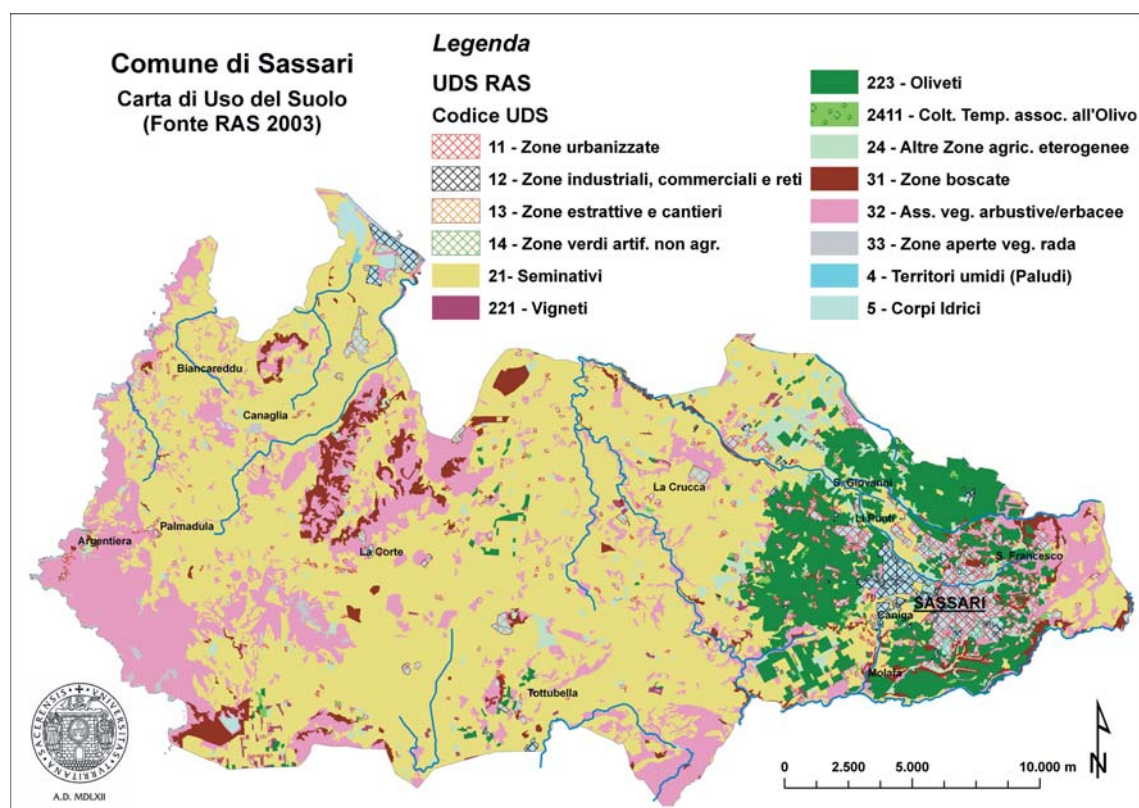 Comune di Sassari
Carta di Uso del Suolo
(Fonte RAS 2003)
Legenda
UDS RAS
Codice UDS
11 - Zone urbanizzate
12 - Zone industriali, commerciali e reti
13 - Zone estrattive e cantieri
14 - Zone verdi artif. non agr.
21- Seminativi
221 - Vigneti
223 - Oliveti
2411 - Colt. Temp. assoc. all'Olivo
24 - Altre Zone agric. eterogenee
31 - Zone boscate
32 - Ass. veg. arbustive/erbacee
33 - Zone aperte veg. rada
4 - Territori umidi (Paludi)
5 - Corpi Idrici
Biancareddu
Canaglia
La Crucca
S. Giovanni
Li Punti
Palmadula
Argentiera
La Corte
S. Francesco
SASSARI
Caniga
Molafà
Tottubella
A.D. MDLXII
0 2.500 5.000 10.000 m
N